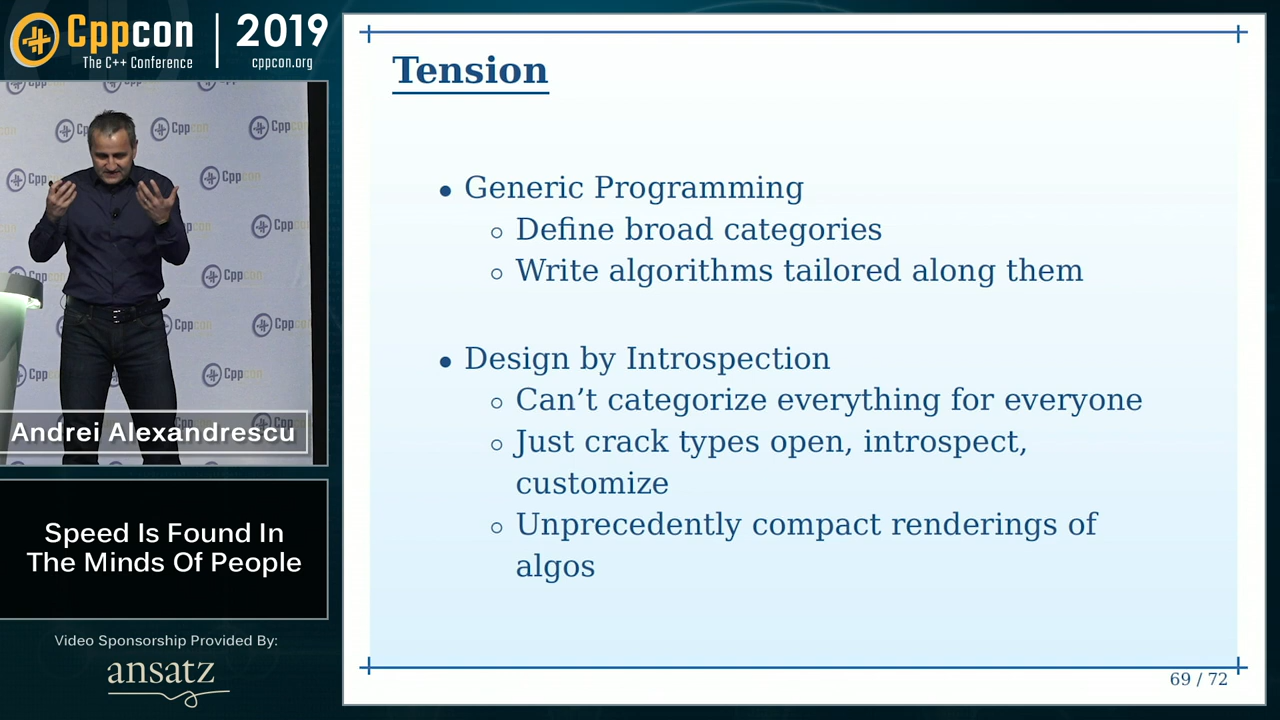 Cppcon
The C++ Conference
2019
cppcon.org
Andrei Alexandrescu
Speed Is Found In
The Minds Of People
Video Sponsorship Provided By:
ansatz
Tension
• Generic Programming
◦ Define broad categories
◦ Write algorithms tailored along them
• Design by Introspection
◦ Can’t categorize everything for everyone
◦ Just crack types open, introspect,
customize
◦ Unprecedently compact renderings of
algos
69 / 72